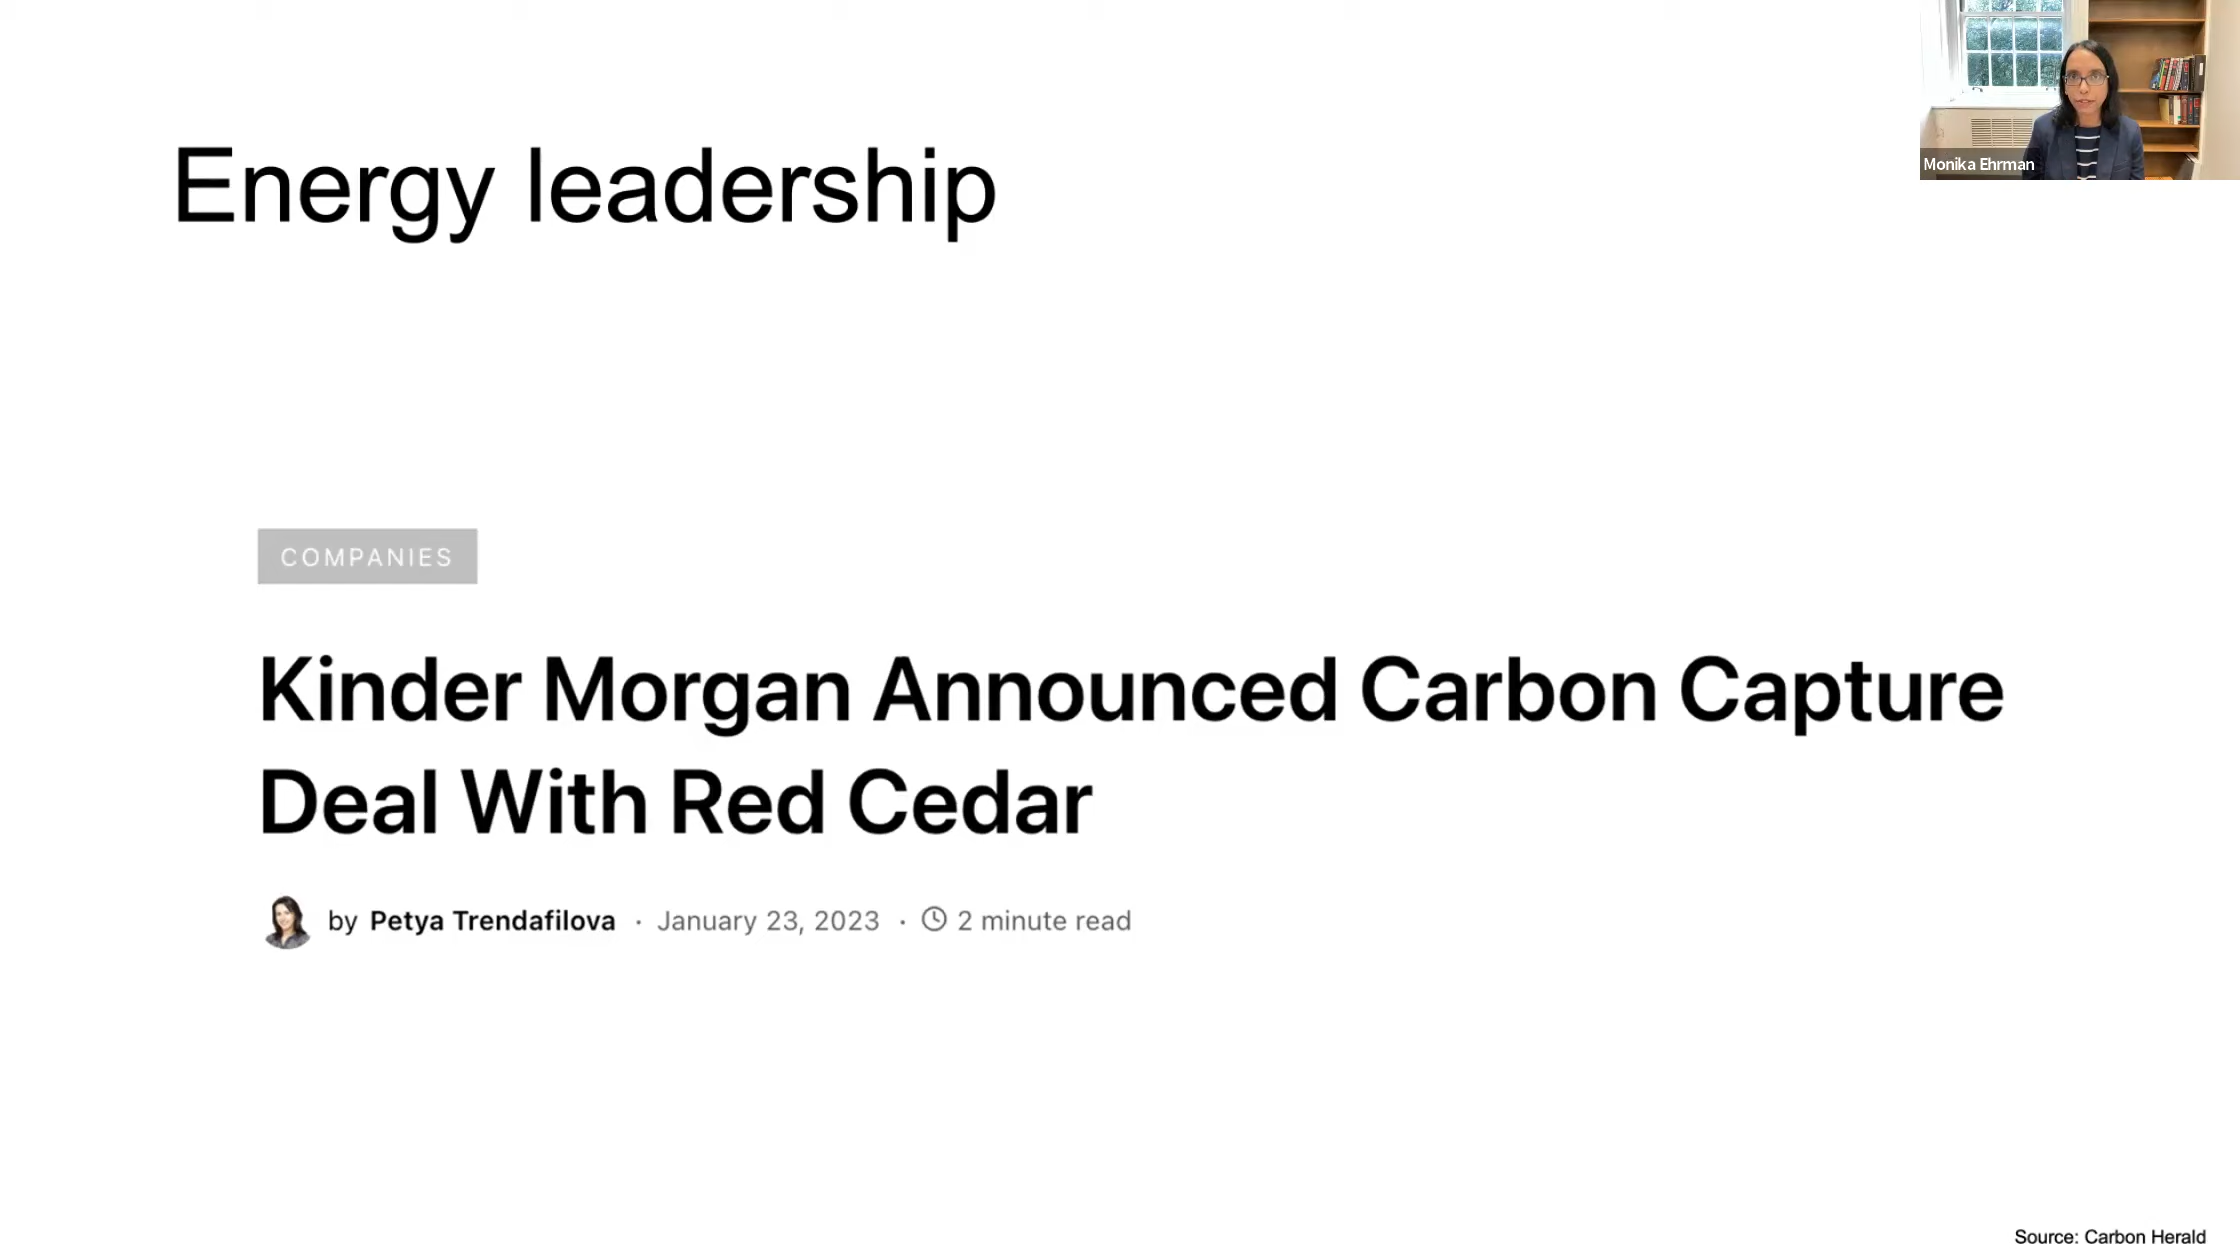 Energy leadership
Monika Ehrman
COMPANIES
Kinder Morgan Announced Carbon Capture
Deal With Red Cedar
by Petya Trendafilova · January 23, 2023 · 2 minute read
Source: Carbon Herald